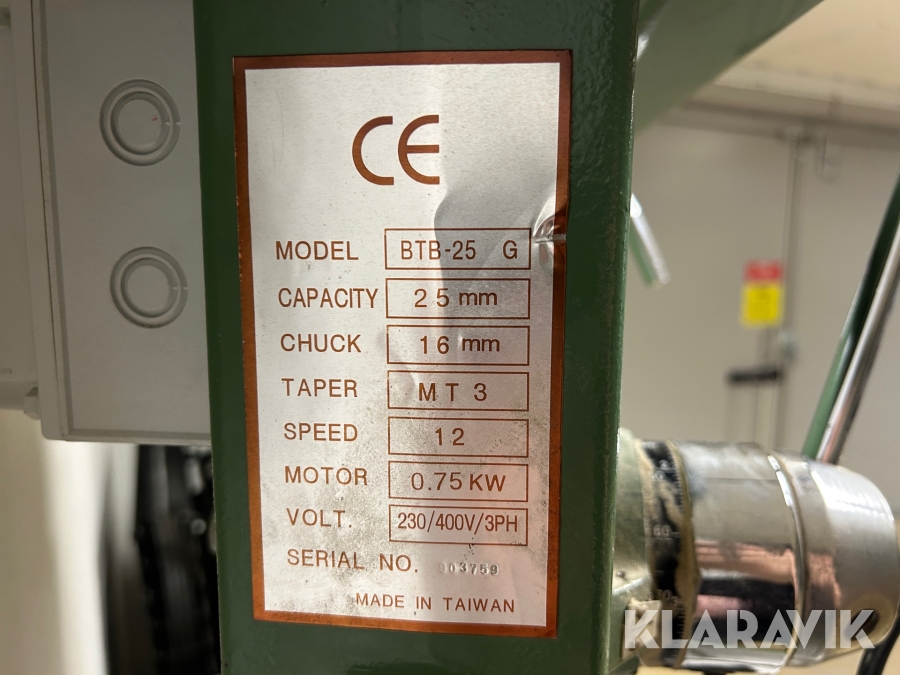 CE
MODEL BTB-25 G
CAPACITY 25 mm
CHUCK 16 mm
TAPER MT 3
SPEED 12
MOTOR 0.75 KW
VOLT. 230/400V/3PH
SERIAL NO.
MADE IN TAIWAN
KLARAVIK